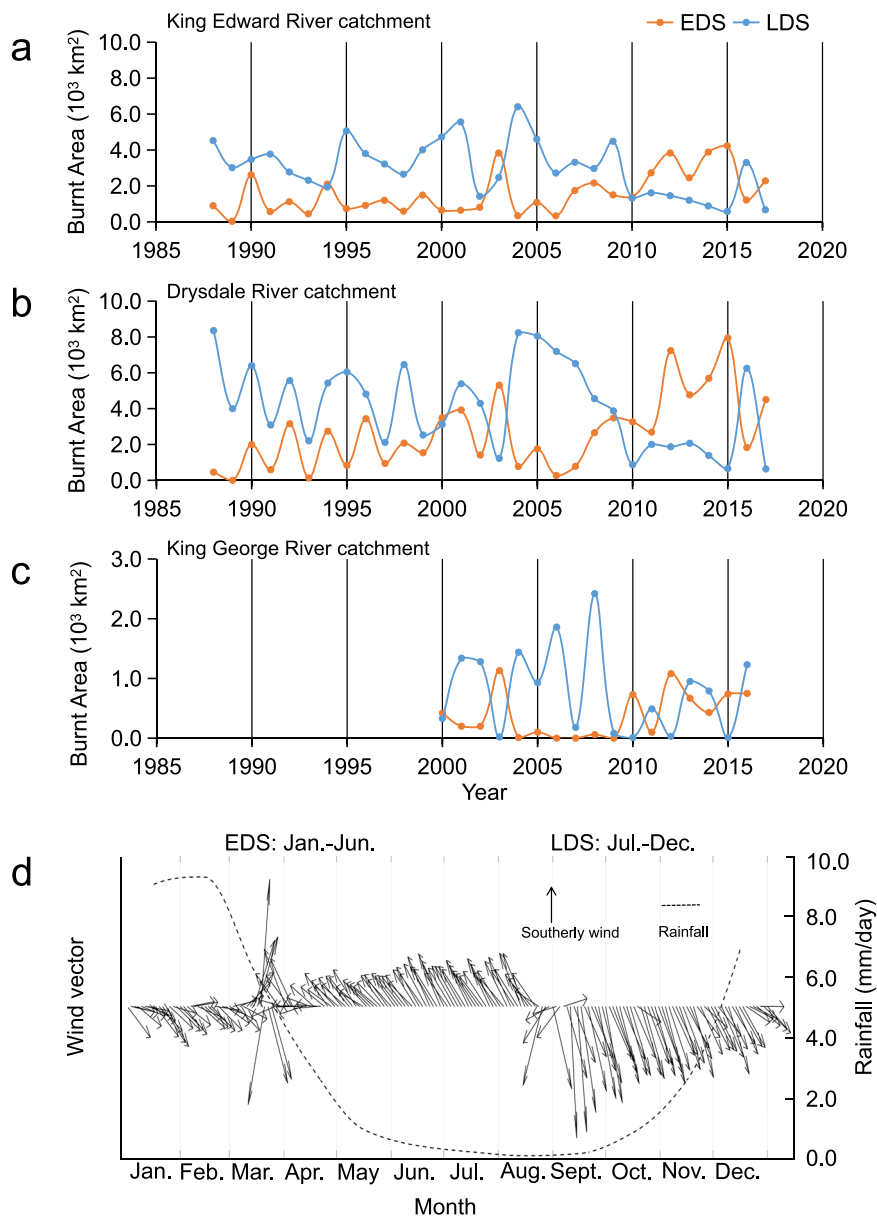 a
King Edward River catchment
EDS
LDS
Burnt Area (10³ km²)
10.0
8.0
6.0
4.0
2.0
0.0
1985
1990
1995
2000
2005
2010
2015
2020
b
Drysdale River catchment
Burnt Area (10³ km²)
10.0
8.0
6.0
4.0
2.0
0.0
1985
1990
1995
2000
2005
2010
2015
2020
c
King George River catchment
Burnt Area (10³ km²)
3.0
2.0
1.0
0.0
1985
1990
1995
2000
2005
2010
2015
2020
Year
d
EDS: Jan.-Jun.
LDS: Jul.-Dec.
Wind vector
Southerly wind
Rainfall
10.0
8.0
6.0
4.0
2.0
0.0
Rainfall (mm/day)
Jan.
Feb.
Mar.
Apr.
May
Jun.
Jul.
Aug.
Sept.
Oct.
Nov.
Dec.
Month